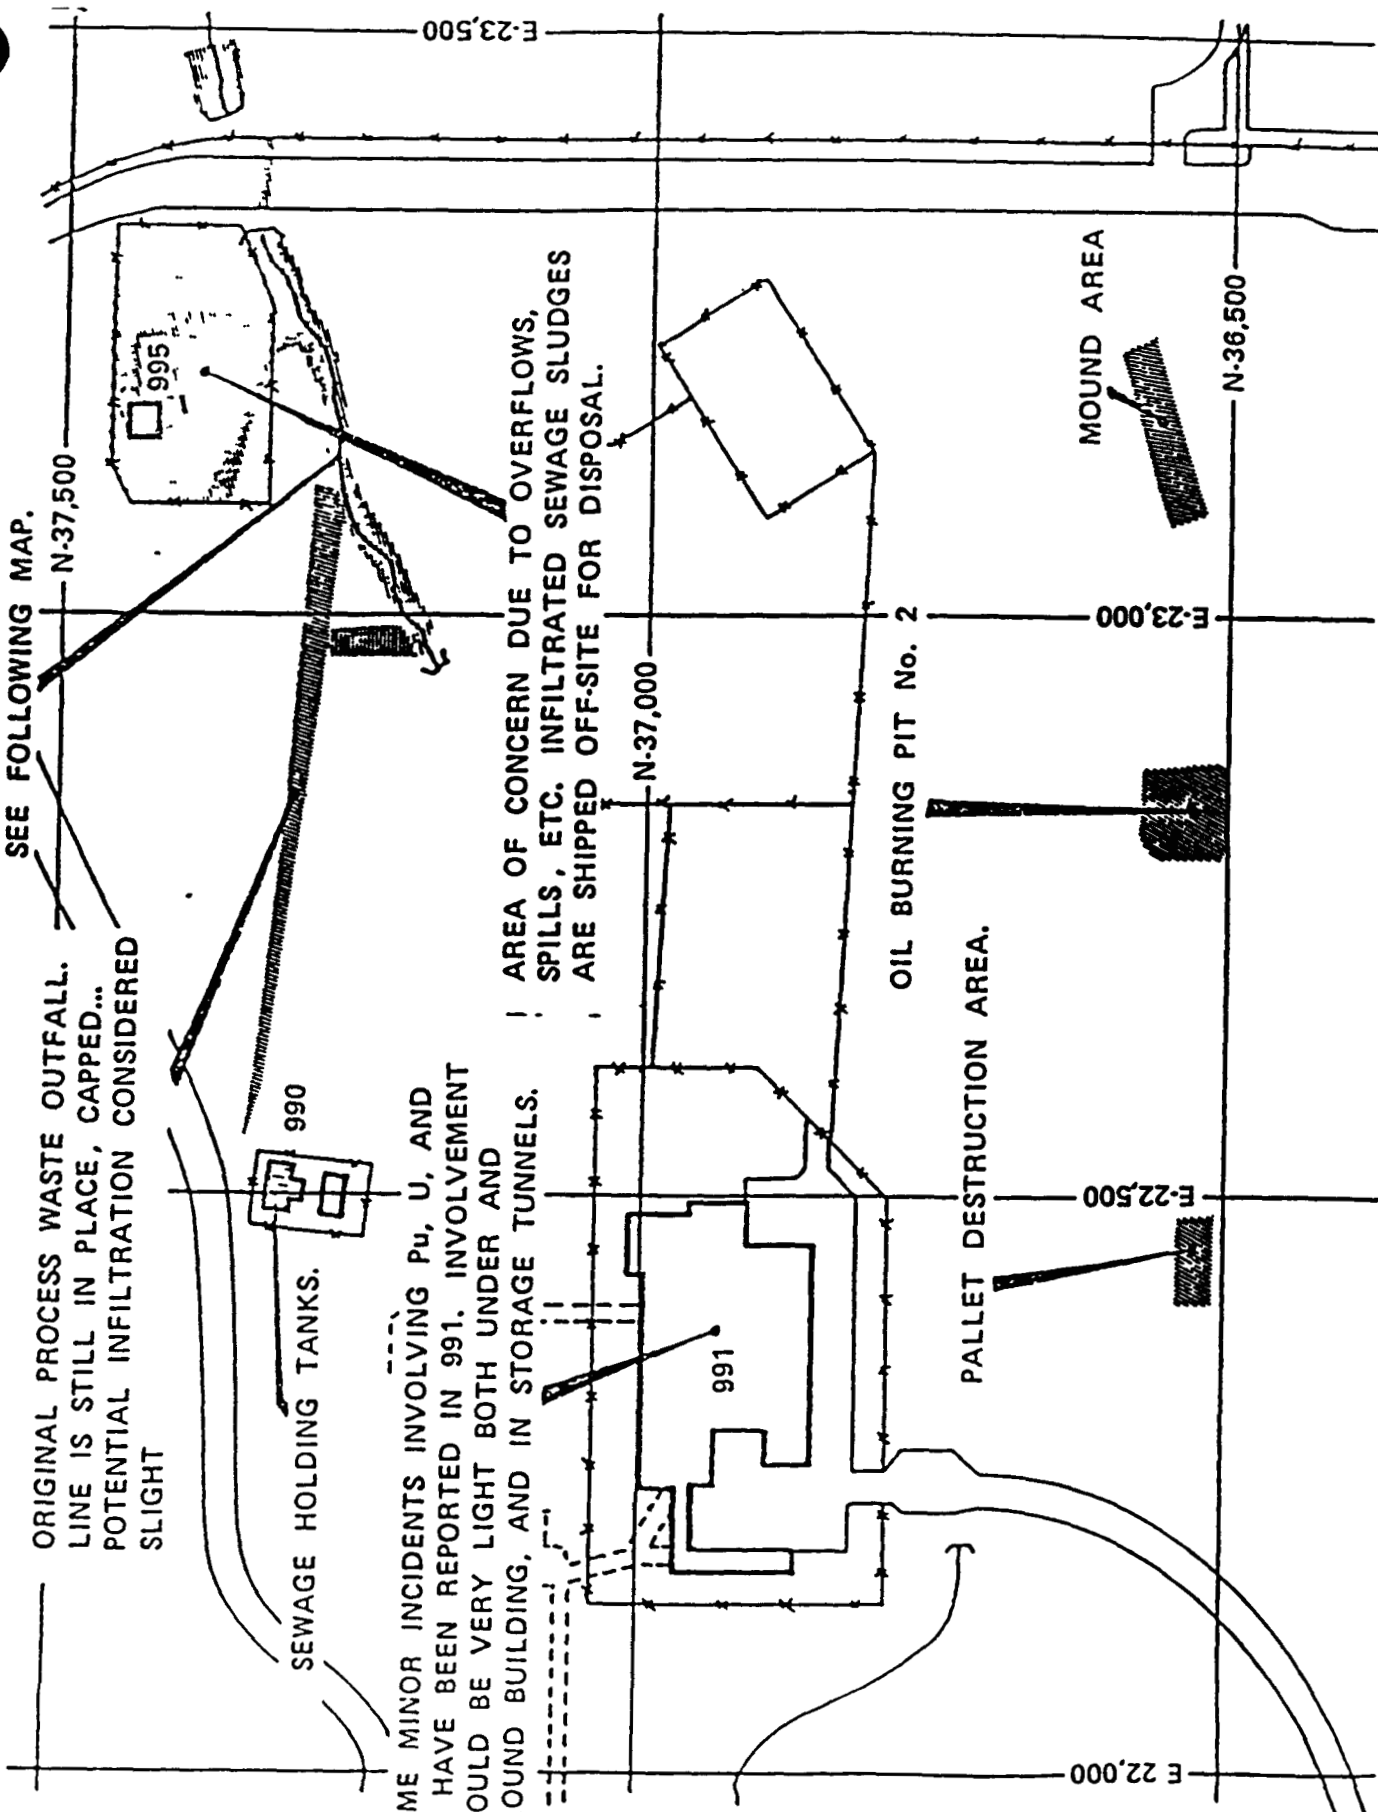 SEE FOLLOWING MAP.
ORIGINAL PROCESS WASTE OUTFALL.
LINE IS STILL IN PLACE, CAPPED...
POTENTIAL INFILTRATION CONSIDERED
SLIGHT
N-37,500
995
990
SEWAGE HOLDING TANKS.
ME MINOR INCIDENTS INVOLVING Pu, U, AND
HAVE BEEN REPORTED IN 991. INVOLVEMENT
OULD BE VERY LIGHT BOTH UNDER AND
OUND BUILDING, AND IN STORAGE TUNNELS.
AREA OF CONCERN DUE TO OVERFLOWS,
SPILLS, ETC. INFILTRATED SEWAGE SLUDGES
ARE SHIPPED OFF-SITE FOR DISPOSAL.
N-37,000
991
OIL BURNING PIT No. 2
PALLET DESTRUCTION AREA.
MOUND AREA
N-36,500
E-23,500
E-23,000
E-22,500
E 22,000